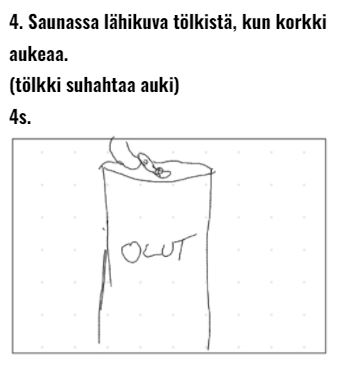 4. Saunassa lähikuva tölkistä, kun korkki
aukeaa.
(tölkki suhahtaa auki)
4s.
OLUT